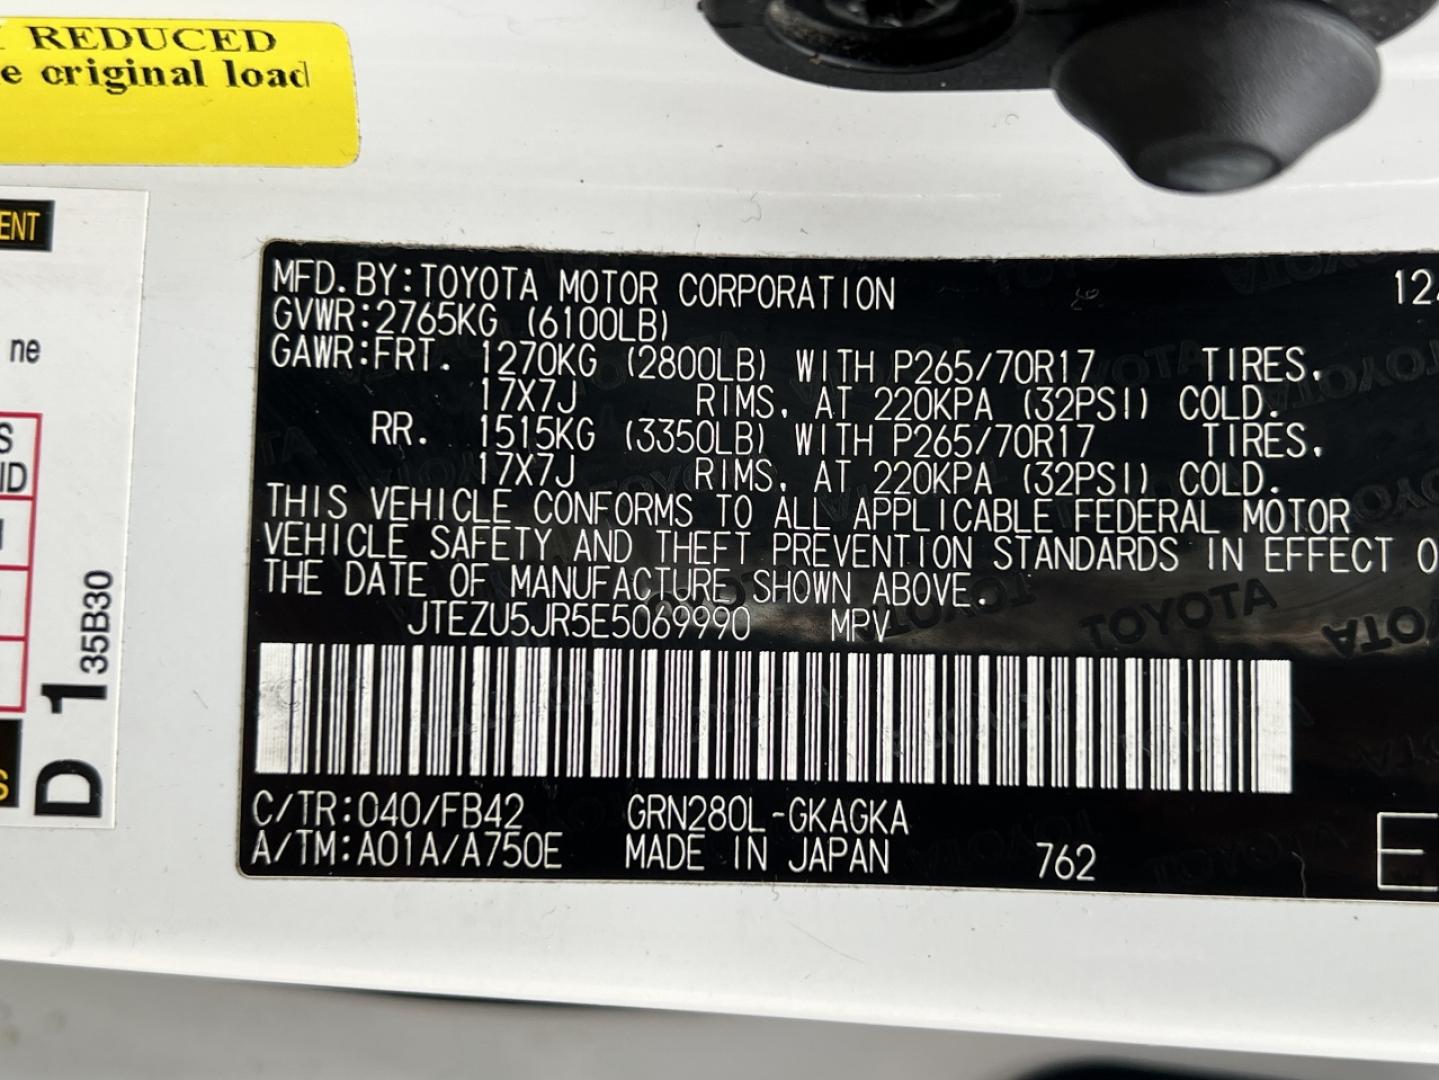 REDUCED
e original load
ENT
ne
S
ID
D 1 35B30
S
MFD.BY:TOYOTA MOTOR CORPORATION 12
GVWR:2765KG (6100LB)
GAWR:FRT. 1270KG (2800LB) WITH P265/70R17 TIRES,
17X7J RIMS, AT 220KPA (32PSI) COLD.
RR. 1515KG (3350LB) WITH P265/70R17 TIRES,
17X7J RIMS, AT 220KPA (32PSI) COLD.
THIS VEHICLE CONFORMS TO ALL APPLICABLE FEDERAL MOTOR
VEHICLE SAFETY AND THEFT PREVENTION STANDARDS IN EFFECT O
THE DATE OF MANUFACTURE SHOWN ABOVE.
JTEZU5JR5E5069990 MPV
C/TR:040/FB42 GRN280L-GKAGKA
A/TM:A01A/A750E MADE IN JAPAN 762 E